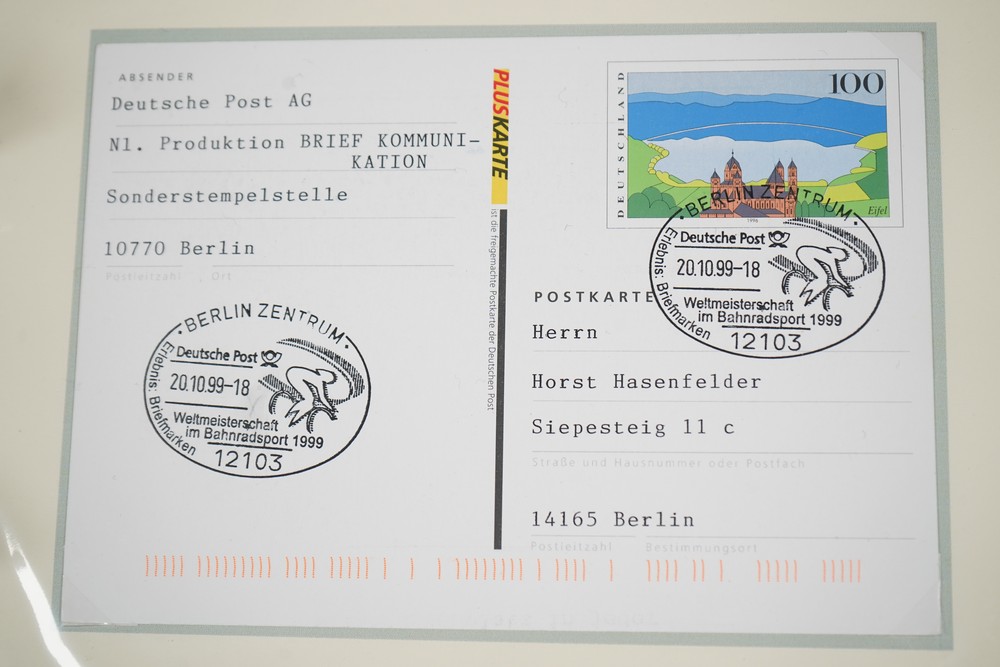 ABSENDER
Deutsche Post AG
Nl. Produktion BRIEF KOMMUNI-
KATION
Sonderstempelstelle
10770 Berlin
Postleitzahl Ort
·BERLIN ZENTRUM·
Erlebnis: Briefmarken
Deutsche Post
20.10.99–18
Weltmeisterschaft
im Bahnradsport 1999
12103
PLUSKARTE
ist die freigemachte Postkarte der Deutschen Post
DEUTSCHLAND
100
1996
Eifel
·BERLIN ZENTRUM·
Erlebnis: Briefmarken
Deutsche Post
20.10.99–18
Weltmeisterschaft
im Bahnradsport 1999
12103
POSTKARTE
Herrn
Horst Hasenfelder
Siepesteig 11 c
Straße und Hausnummer oder Postfach
14165 Berlin
Postleitzahl Bestimmungsort